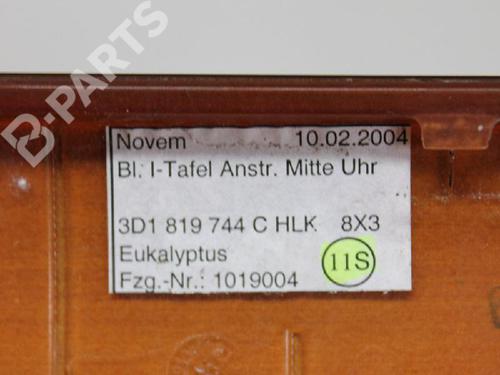 B-PARTS
Novem 10.02.2004
Bl. I-Tafel Anstr. Mitte Uhr
3D1 819 744 C HLK 8X3
Eukalyptus
11S
Fzg.-Nr.: 1019004